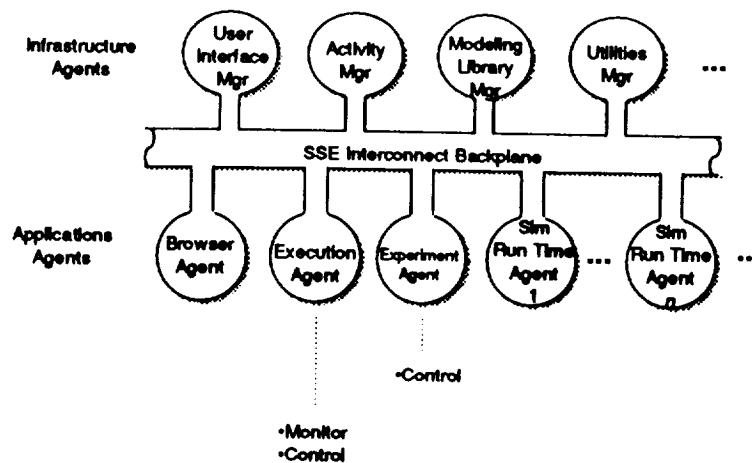 Infrastructure
Agents
User
Interface
Mgr
Activity
Mgr
Modeling
Library
Mgr
Utilities
Mgr
...
SSE Interconnect Backplane
Applications
Agents
Browser
Agent
Execution
Agent
Experiment
Agent
Sim
Run Time
Agent
1
...
Sim
Run Time
Agent
n
..
•Control
•Monitor
•Control